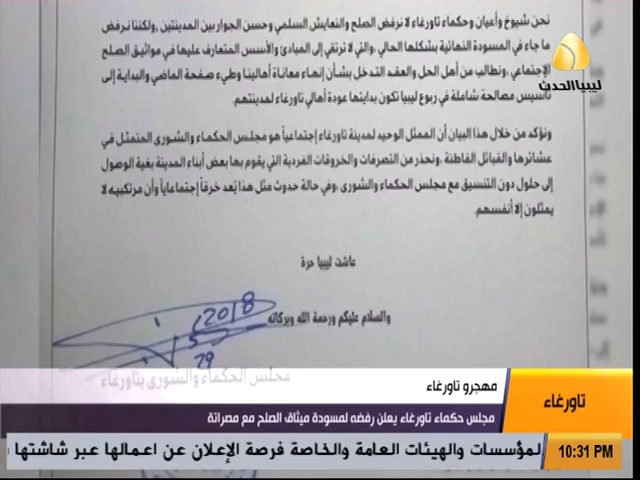 نحن شيوخ وأعيان وحكماء تاورغاء لا نرفض الصلح والتعايش السلمي وحسن الجوار بين المدينتين ,ولكننا نرفض
ما جاء في المسودة النهائية بشكلها الحالي ,والتي لا ترتقي إلى المبادئ والأسس المتعارف عليها في مواثيق الصلح
الإجتماعي ,ونطالب من أهل الحل والعقد التدخل بشأن إنهاء معاناة أهالينا وطيء صفحة الماضي والبداية إلى
تأسيس مصالحة شاملة في ربوع ليبيا تكون بدايتها عودة أهالي تاورغاء لمدينتهم.
ليبيا الحدث
ونؤكد من خلال هذا البيان أن الممثل الوحيد لمدينة تاورغاء إجتماعياً هو مجلس الحكماء والشورى المتمثل في
عشائرها والقبائل القاطنة ,ونحذر من التصرفات والخروقات الفردية التي يقوم بها بعض أبناء المدينة بغية الوصول
إلى حلول دون التنسيق مع مجلس الحكماء والشورى ,وفي حالة حدوث مثل هذا يُعد خرقاً إجتماعياً وأن مرتكبيه لا
يمثلون إلا أنفسهم.
عاشت ليبيا حرة
والسلام عليكم ورحمة الله وبركاته
2018
5
29
مجلس الحكماء والشورى بتاورغاء
مهجرو تاورغاء
تاورغاء
مجلس حكماء تاورغاء يعلن رفضه لمسودة ميثاق الصلح مع مصراتة
لمؤسسات والهيئات العامة والخاصة فرصة الإعلان عن اعمالها عبر شاشتها
10:31 PM